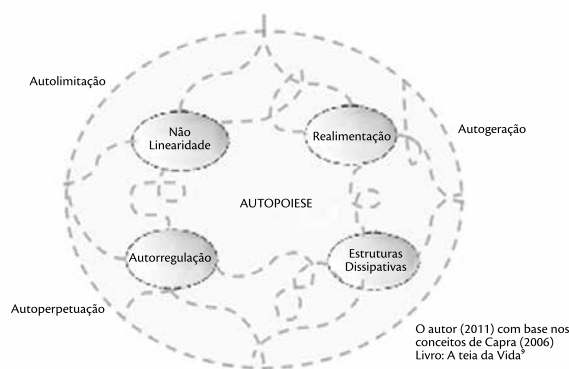 Autolimitação
Não
Linearidade
Realimentação
Autogeração
AUTOPOIESE
Autorregulação
Estruturas
Dissipativas
Autoperpetuação
O autor (2011) com base nos
conceitos de Capra (2006)
Livro: A teia da Vida⁹